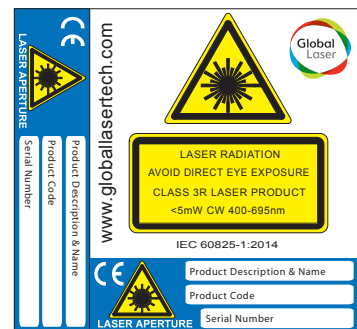 CE
LASER APERTURE
Serial Number
Product Code
Product Description & Name
www.globallasertech.com
Global
Laser
LASER RADIATION
AVOID DIRECT EYE EXPOSURE
CLASS 3R LASER PRODUCT
<5mW CW 400-695nm
IEC 60825-1:2014
CE
LASER APERTURE
Product Description & Name
Product Code
Serial Number